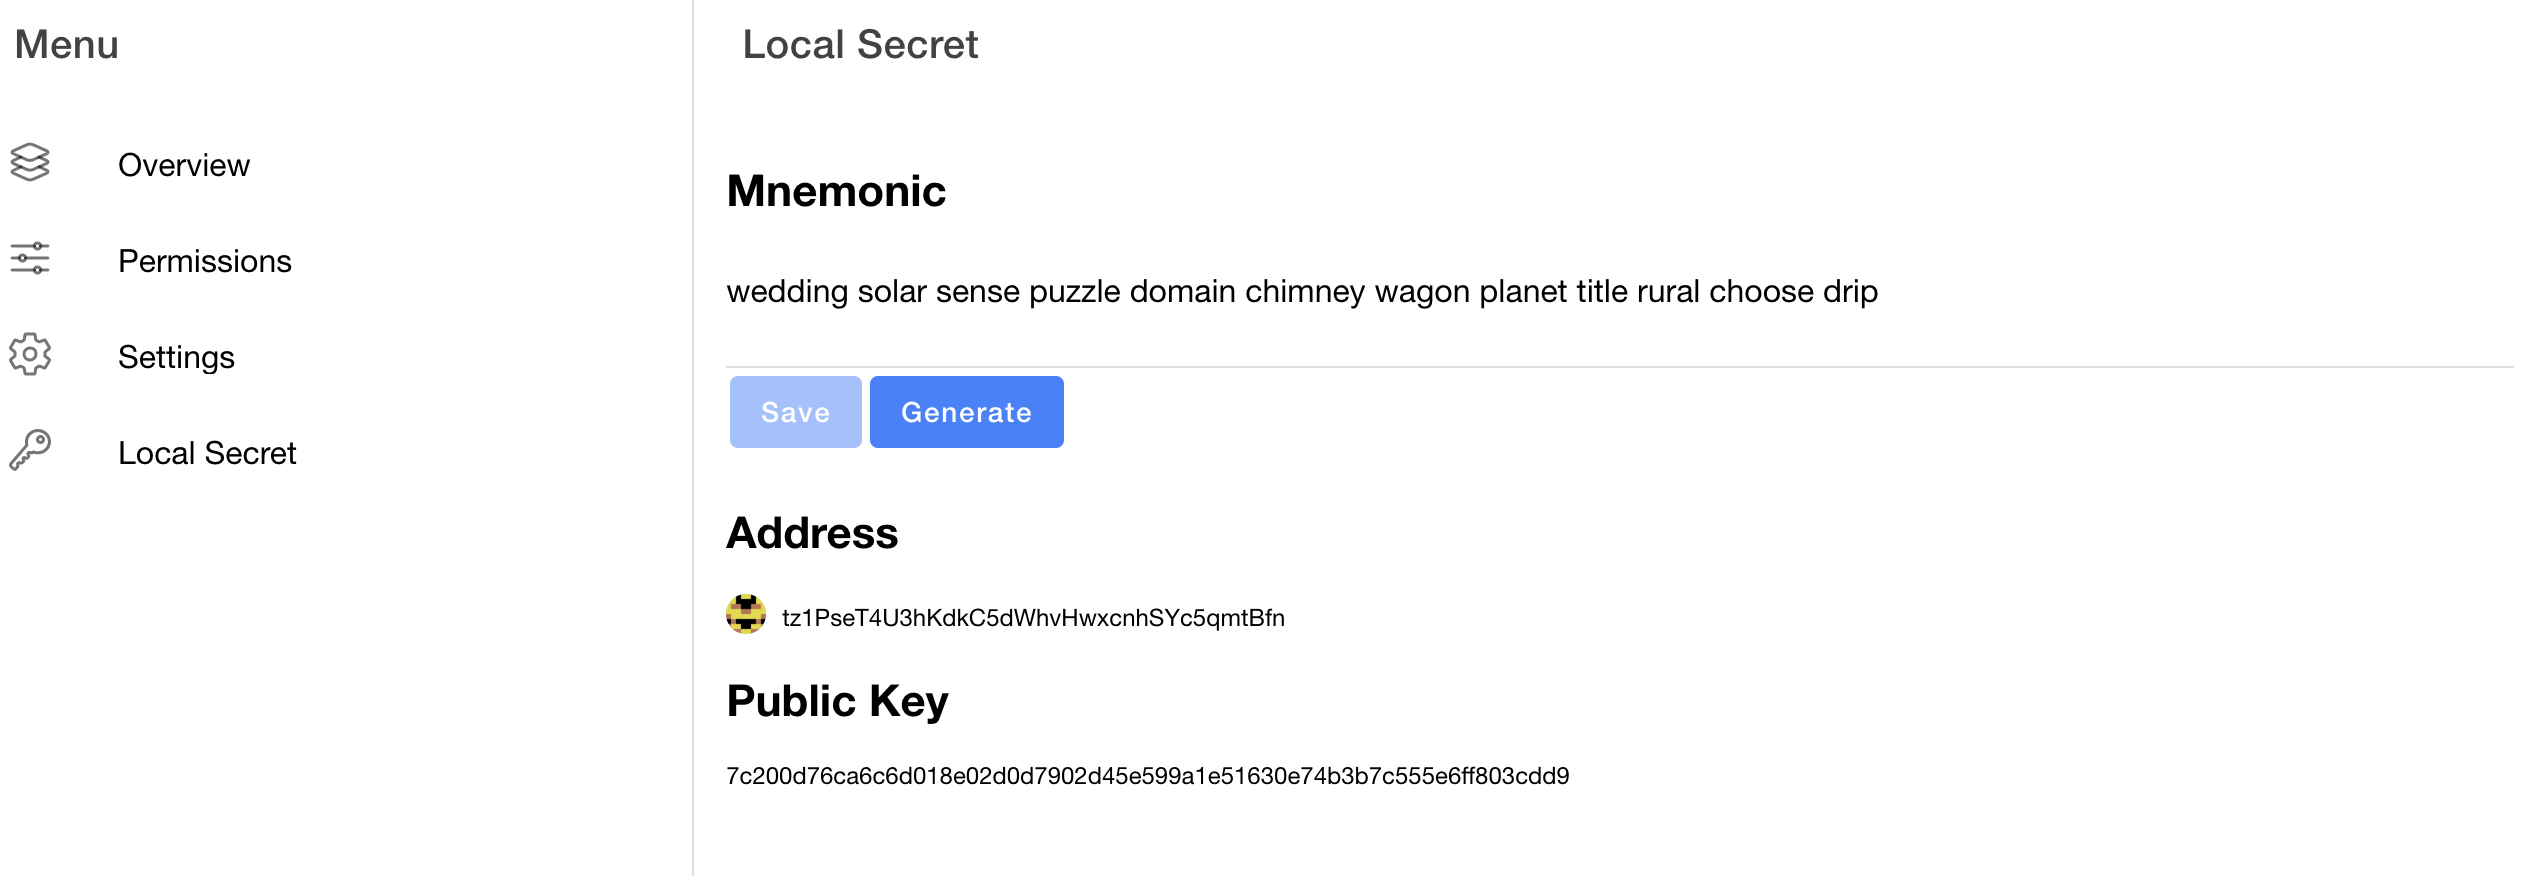 Menu
Overview
Permissions
Settings
Local Secret
Local Secret
Mnemonic
wedding solar sense puzzle domain chimney wagon planet title rural choose drip
Save
Generate
Address
tz1PseT4U3hKdkC5dWhvHwxcnhSYc5qmtBfn
Public Key
7c200d76ca6c6d018e02d0d7902d45e599a1e51630e74b3b7c555e6ff803cdd9